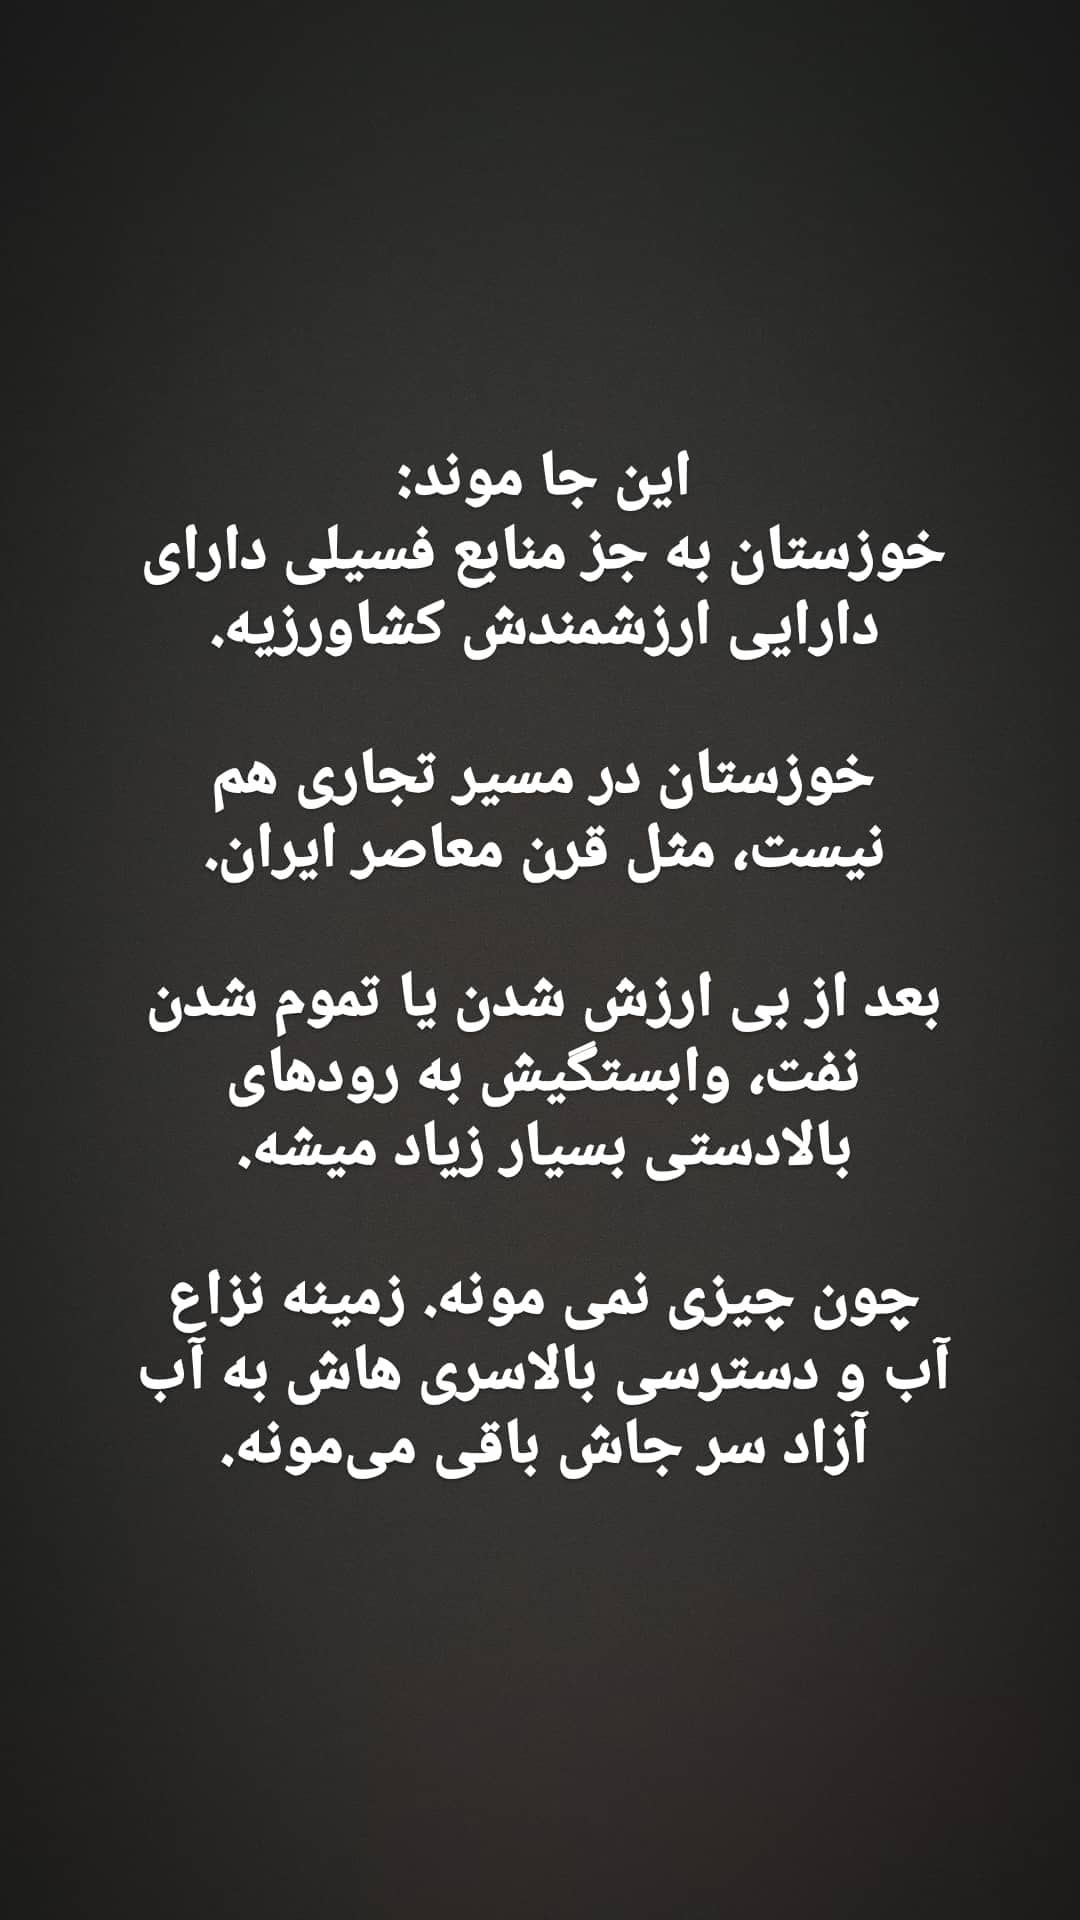 این جا موند:
خوزستان به جز منابع فسیلی دارای
دارایی ارزشمندش کشاورزیه.
خوزستان در مسیر تجاری هم
نیست، مثل قرن معاصر ایران.
بعد از بی ارزش شدن یا تموم شدن
نفت، وابستگیش به رودهای
بالادستی بسیار زیاد میشه.
چون چیزی نمی مونه. زمینه نزاع
آب و دسترسی بالاسری هاش به آب
آزاد سر جاش باقی می‌مونه.